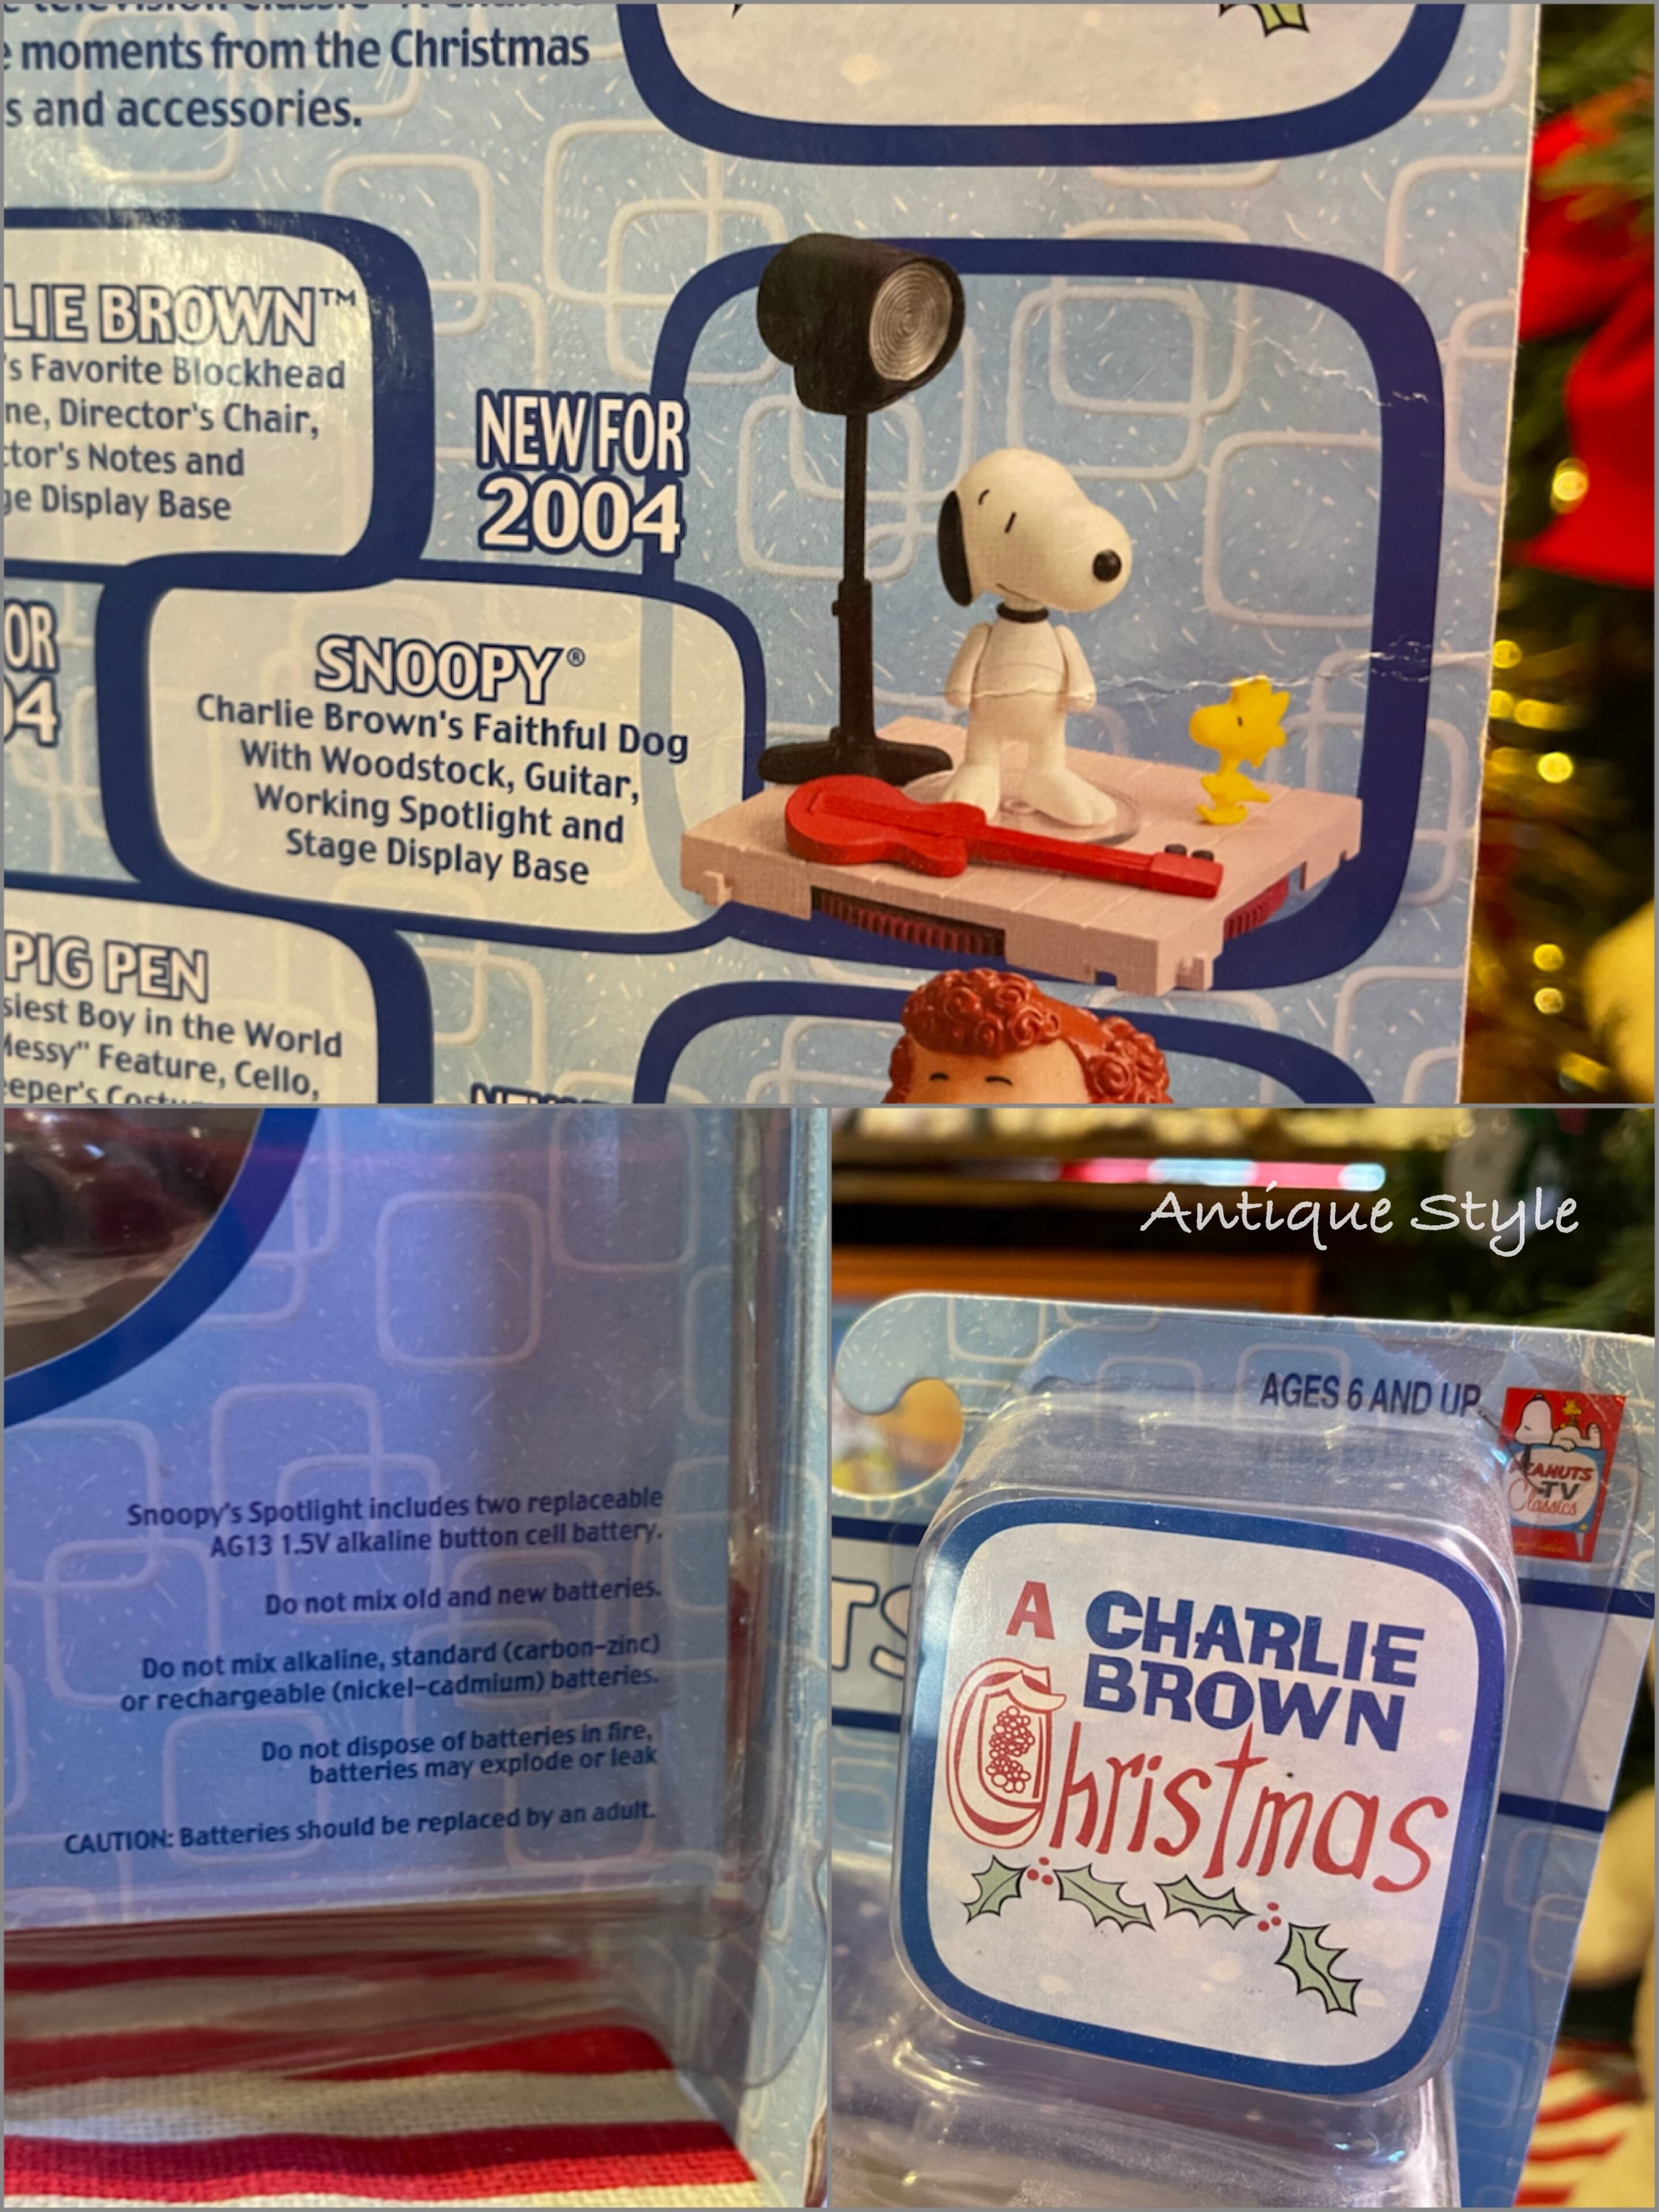 television classic
moments from the Christmas
s and accessories.
LIE BROWN™
's Favorite Blockhead
ne, Director's Chair,
ctor's Notes and
ge Display Base
NEW FOR
2004
OR
04
SNOOPY®
Charlie Brown's Faithful Dog
With Woodstock, Guitar,
Working Spotlight and
Stage Display Base
PIG PEN
siest Boy in the World
Messy" Feature, Cello,
eeper's
Snoopy's Spotlight includes two replaceable
AG13 1.5V alkaline button cell battery.
Do not mix old and new batteries.
Do not mix alkaline, standard (carbon-zinc)
or rechargeable (nickel-cadmium) batteries.
Do not dispose of batteries in fire,
batteries may explode or leak
CAUTION: Batteries should be replaced by an adult.
Antique Style
AGES 6 AND UP
PEANUTS
TV
Classics
TS
A CHARLIE
BROWN
Christmas